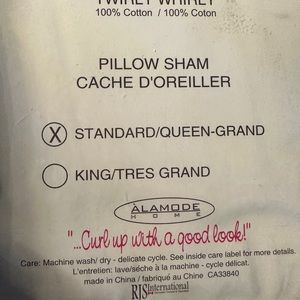 TWIRLY WHIRLY
100% Cotton / 100% Coton
PILLOW SHAM
CACHE D'OREILLER
X STANDARD/QUEEN-GRAND
KING/TRES GRAND
ÀLAMODE
HOME
"...Curl up with a good look!"
Care: Machine wash/ dry - delicate cycle. See inside care label for more details.
L'entretien: lave/sèche à la machine - cycle délicat.
made in China / fabriqué au Chine CA33840
RIS International